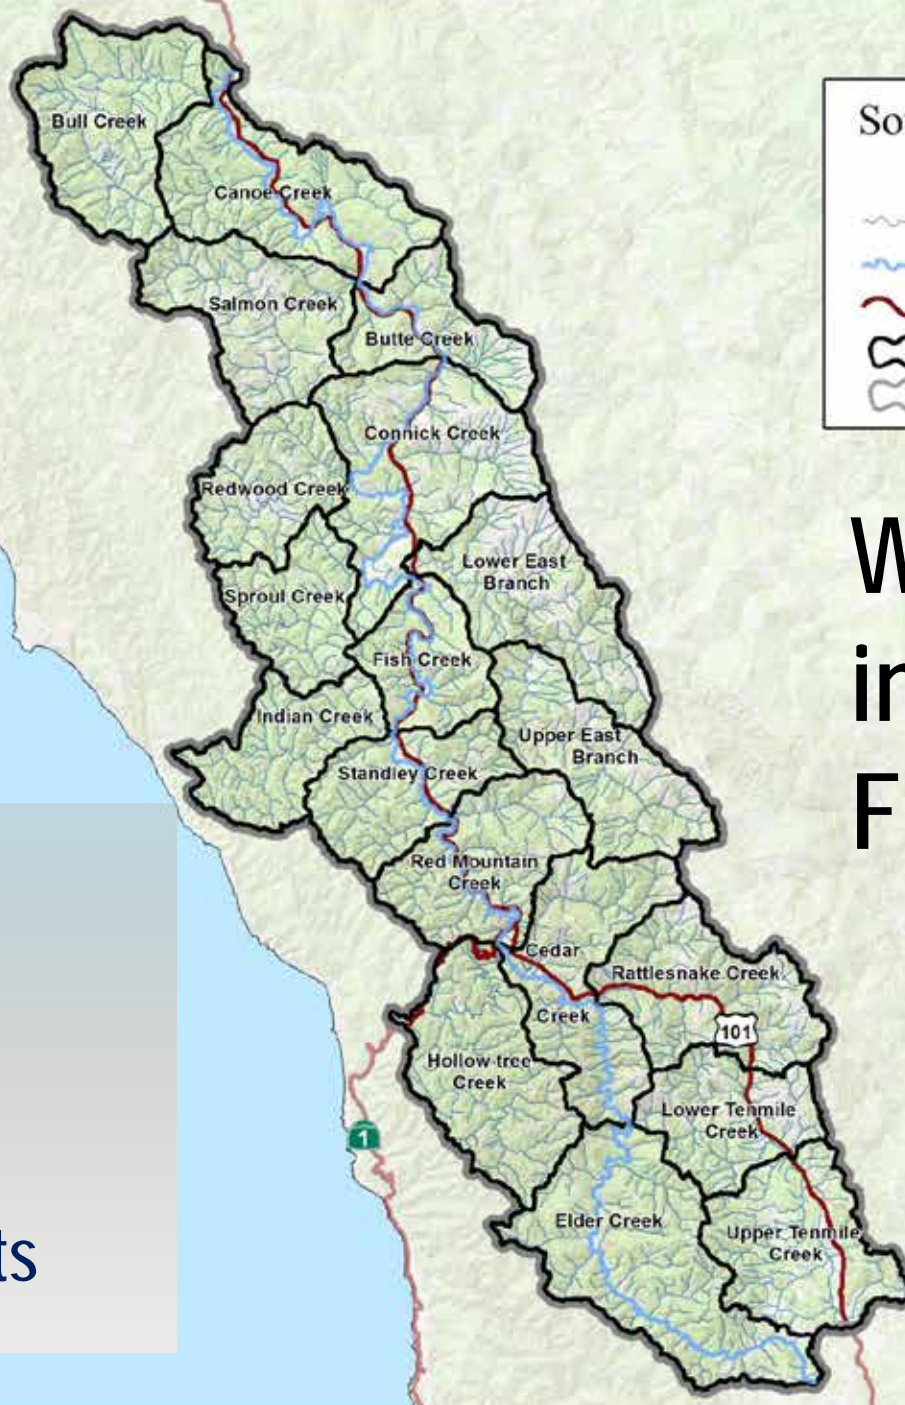 Bull Creek
Canoe Creek
Salmon Creek
Butte Creek
Connick Creek
Redwood Creek
Lower East
Branch
Sproul Creek
Fish Creek
Indian Creek
Upper East
Branch
Standley Creek
Red Mountain
Creek
Cedar
Creek
Rattlesnake Creek
101
Hollow tree
Creek
Lower Tenmile
Creek
1
Elder Creek
Upper Tenmile
Creek
So
W
in
F
ts